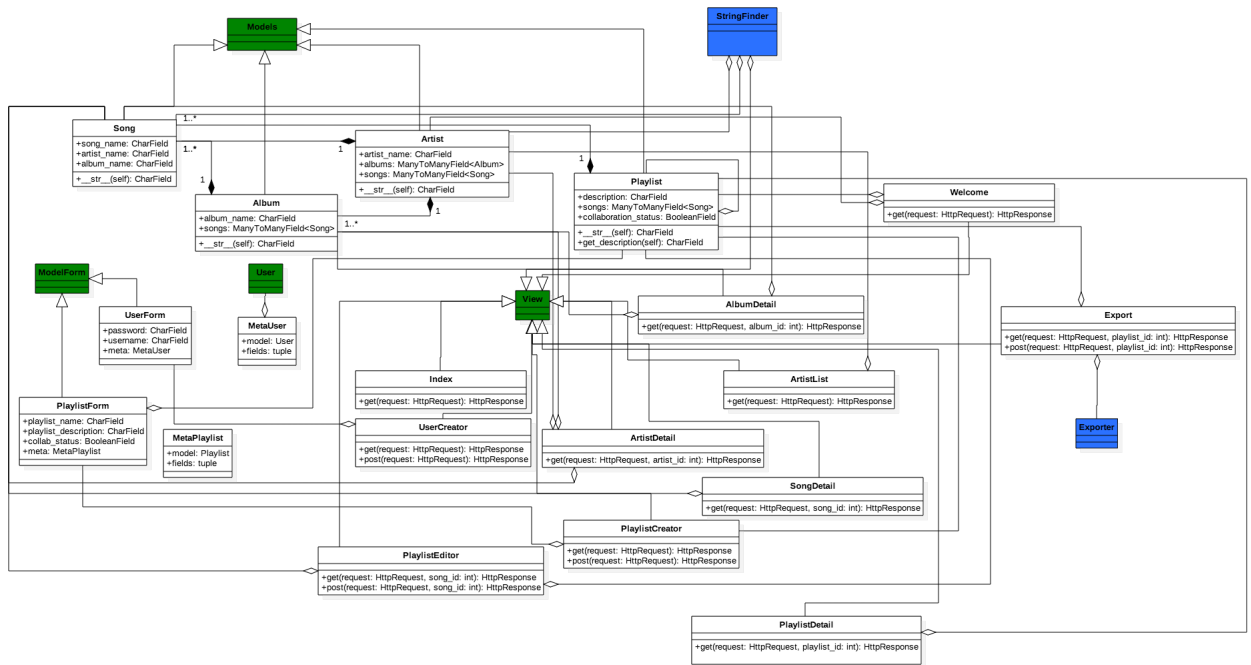 Models
StringFinder
1..*
Song
+song_name: CharField
+artist_name: CharField
+album_name: CharField
+__str__(self): CharField
1..*
1
1
Artist
+artist_name: CharField
+albums: ManyToManyField<Album>
+songs: ManyToManyField<Song>
+__str__(self): CharField
1
1
1..*
Album
+album_name: CharField
+songs: ManyToManyField<Song>
+__str__(self): CharField
Playlist
+description: CharField
+songs: ManyToManyField<Song>
+collaboration_status: BooleanField
+__str__(self): CharField
+get_description(self): CharField
Welcome
+get(request: HttpRequest): HttpResponse
ModelForm
User
View
UserForm
+password: CharField
+username: CharField
+meta: MetaUser
MetaUser
+model: User
+fields: tuple
AlbumDetail
+get(request: HttpRequest, album_id: int): HttpResponse
Export
+get(request: HttpRequest, playlist_id: int): HttpResponse
+post(request: HttpRequest, playlist_id: int): HttpResponse
Index
+get(request: HttpRequest): HttpResponse
ArtistList
+get(request: HttpRequest): HttpResponse
PlaylistForm
+playlist_name: CharField
+playlist_description: CharField
+collab_status: BooleanField
+meta: MetaPlaylist
MetaPlaylist
+model: Playlist
+fields: tuple
UserCreator
+get(request: HttpRequest): HttpResponse
+post(request: HttpRequest): HttpResponse
ArtistDetail
+get(request: HttpRequest, artist_id: int): HttpResponse
Exporter
SongDetail
+get(request: HttpRequest, song_id: int): HttpResponse
PlaylistCreator
+get(request: HttpRequest): HttpResponse
+post(request: HttpRequest): HttpResponse
PlaylistEditor
+get(request: HttpRequest, song_id: int): HttpResponse
+post(request: HttpRequest, song_id: int): HttpResponse
PlaylistDetail
+get(request: HttpRequest, playlist_id: int): HttpResponse